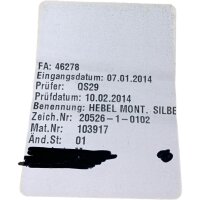 FA: 46278
Eingangsdatum: 07.01.2014
Prüfer: QS29
Prüfdatum: 10.02.2014
Benennung: HEBEL MONT. SILBE
Zeich.Nr: 20526-1-0102
Mat.Nr: 103917
Änd.St: 01